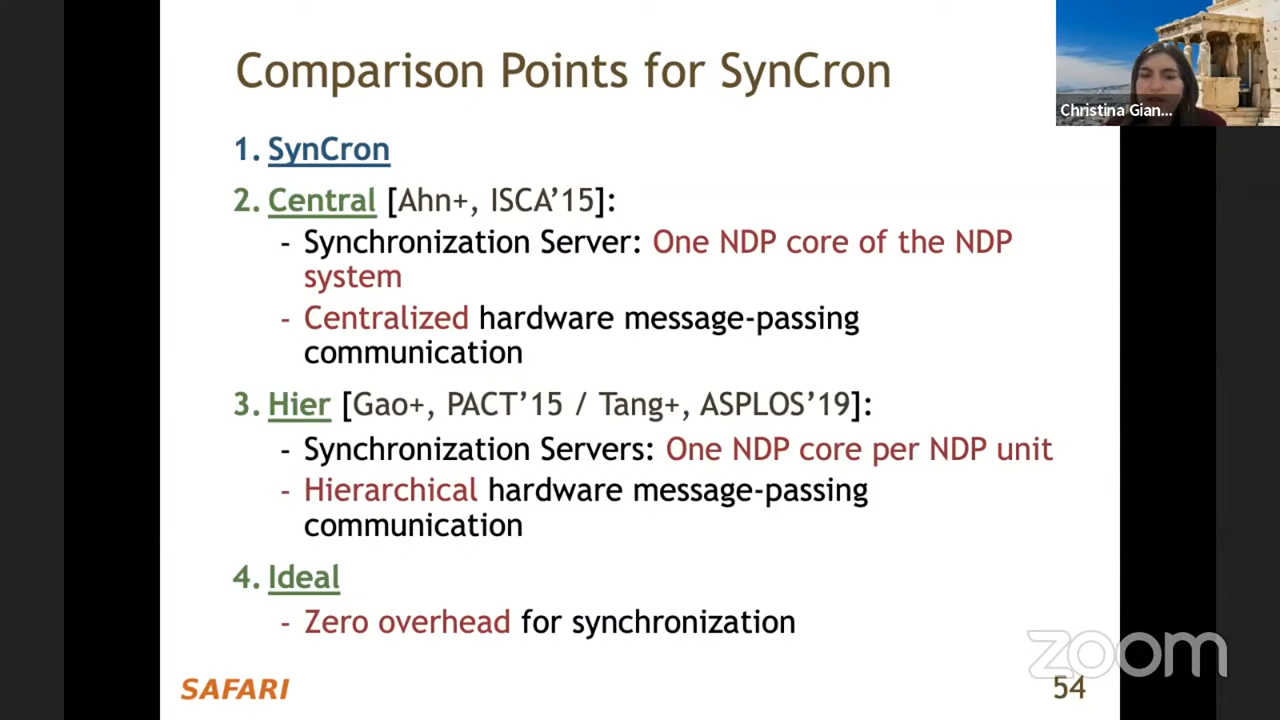 Comparison Points for SynCron
Christina Gian...
1. SynCron
2. Central [Ahn+, ISCA’15]:
- Synchronization Server: One NDP core of the NDP
system
- Centralized hardware message-passing
communication
3. Hier [Gao+, PACT’15 / Tang+, ASPLOS’19]:
- Synchronization Servers: One NDP core per NDP unit
- Hierarchical hardware message-passing
communication
4. Ideal
- Zero overhead for synchronization
zoom
SAFARI
54